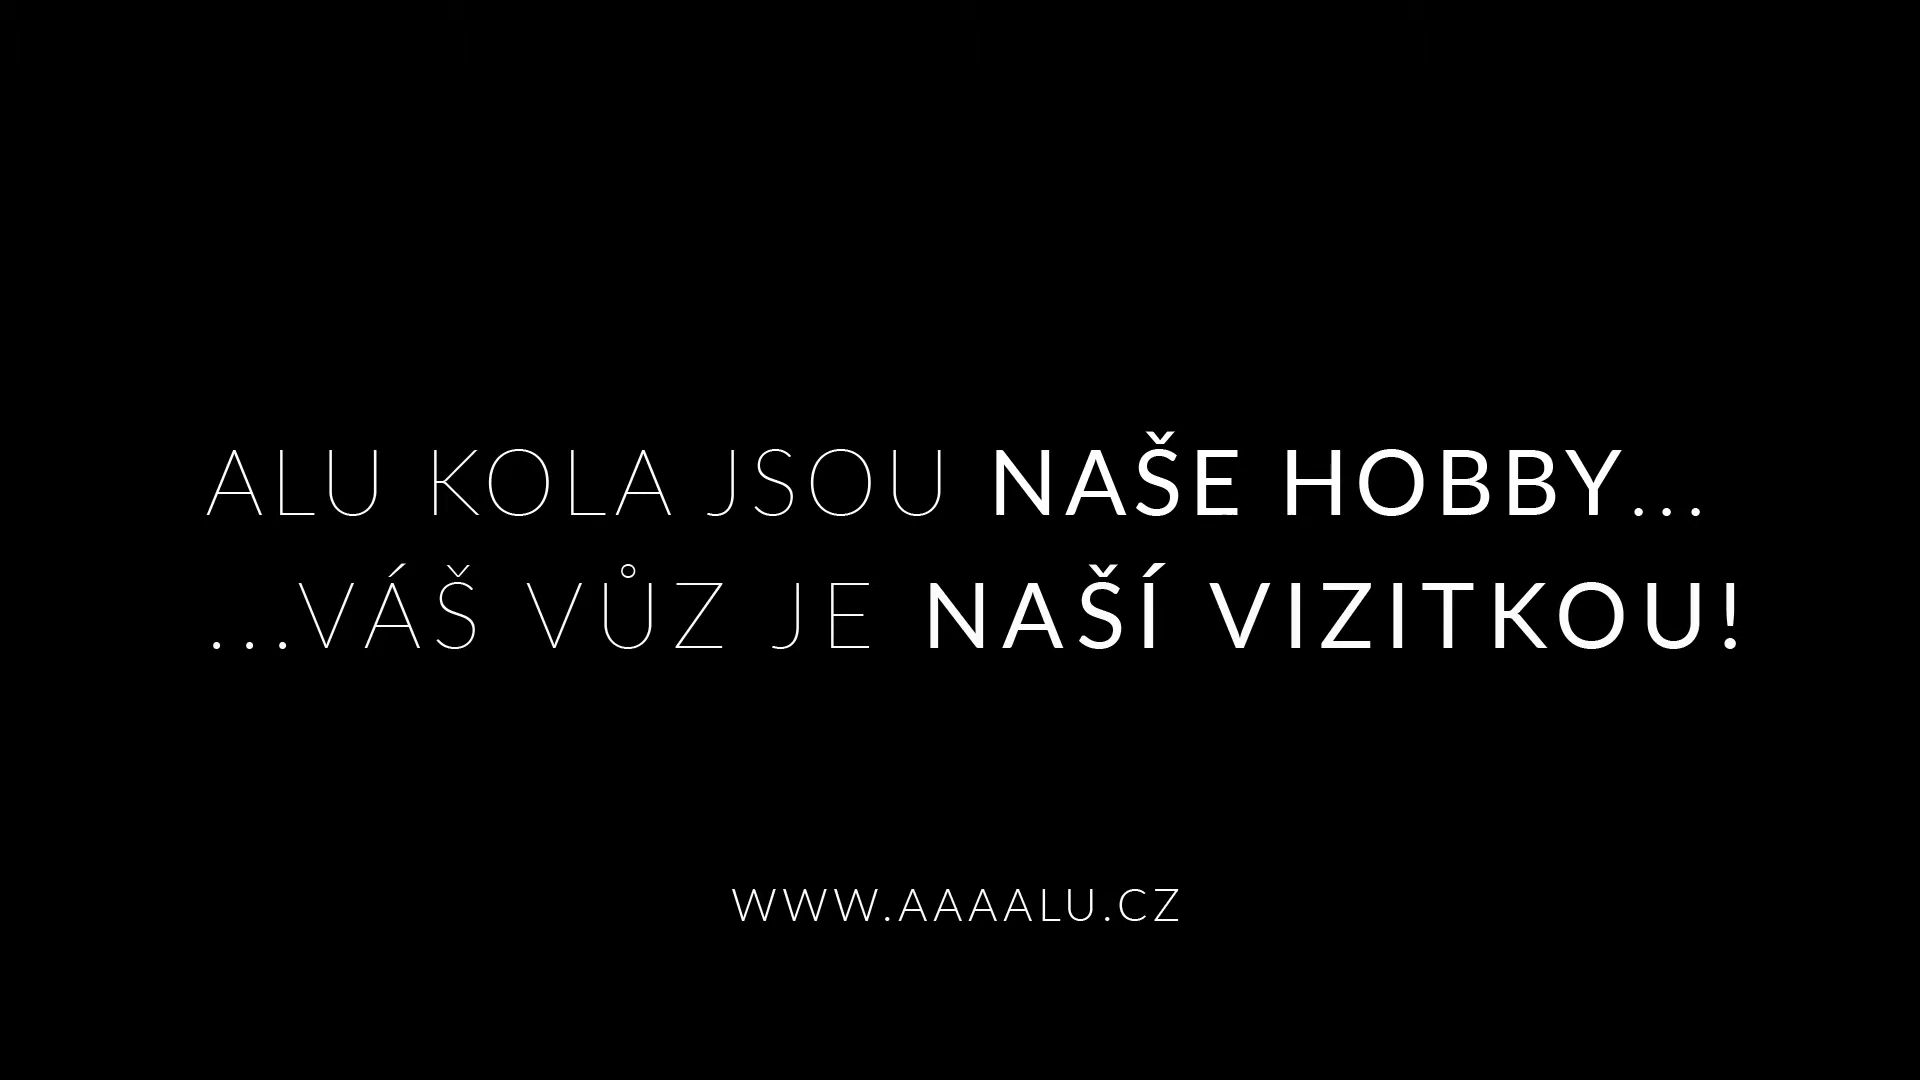 ALU KOLA JSOU NAŠE HOBBY...
...VÁŠ VŮZ JE NAŠÍ VIZITKOU!
WWW.AAAALU.CZ